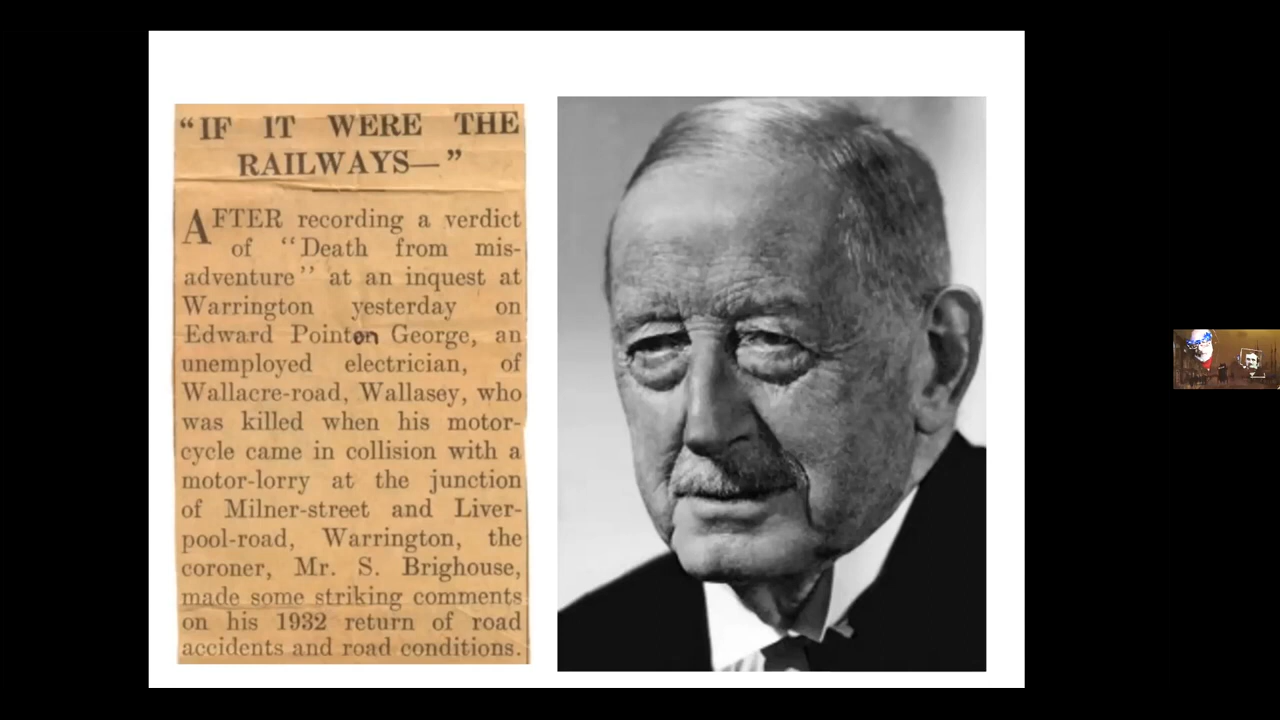 “IF IT WERE THE
RAILWAYS—”
AFTER recording a verdict
of “Death from mis-
adventure” at an inquest at
Warrington yesterday on
Edward Pointon George, an
unemployed electrician, of
Wallacre-road, Wallasey, who
was killed when his motor-
cycle came in collision with a
motor-lorry at the junction
of Milner-street and Liver-
pool-road, Warrington, the
coroner, Mr. S. Brighouse,
made some striking comments
on his 1932 return of road
accidents and road conditions.